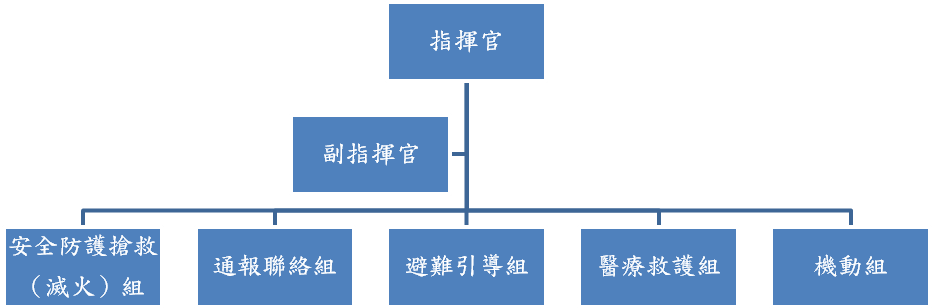 指揮官
副指揮官
安全防護搶救
（滅火）組
通報聯絡組
避難引導組
醫療救護組
機動組